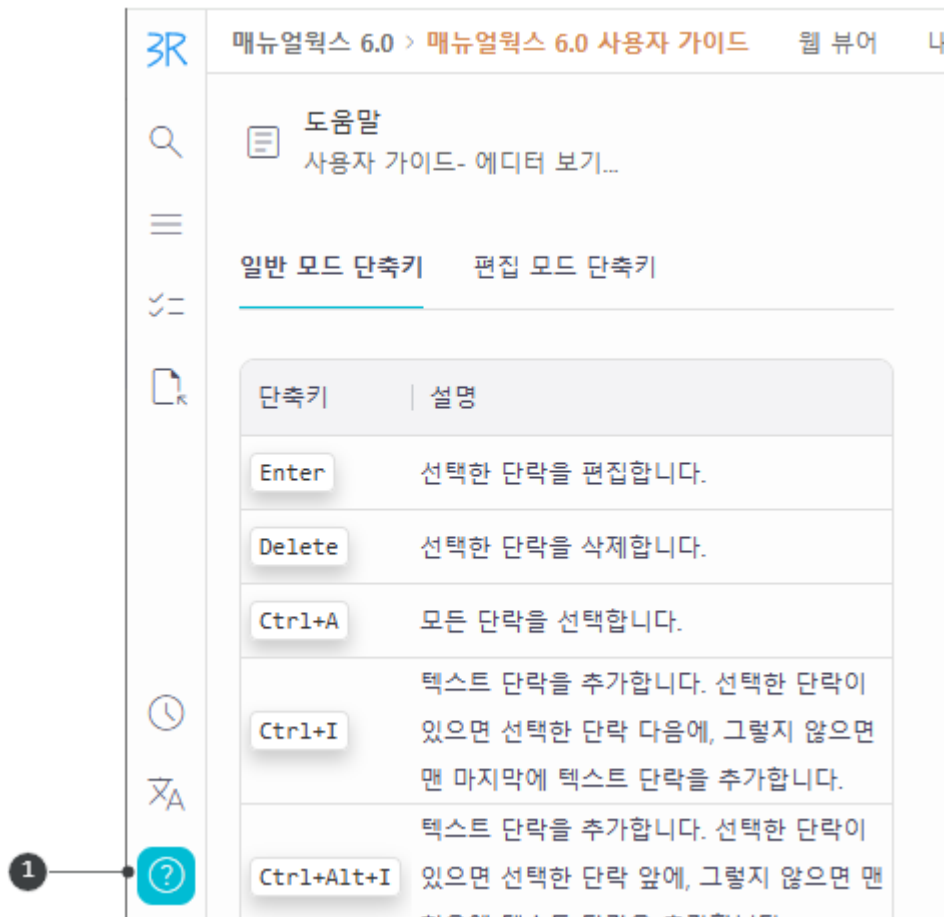 3R
매뉴얼웍스 6.0 > 매뉴얼웍스 6.0 사용자 가이드 웹 뷰어
도움말
사용자 가이드- 에디터 보기...
일반 모드 단축키 편집 모드 단축키
단축키 설명
Enter 선택한 단락을 편집합니다.
Delete 선택한 단락을 삭제합니다.
Ctrl+A 모든 단락을 선택합니다.
텍스트 단락을 추가합니다. 선택한 단락이
Ctrl+I 있으면 선택한 단락 다음에, 그렇지 않으면
맨 마지막에 텍스트 단락을 추가합니다.
텍스트 단락을 추가합니다. 선택한 단락이
1 ? Ctrl+Alt+I 있으면 선택한 단락 앞에, 그렇지 않으면 맨